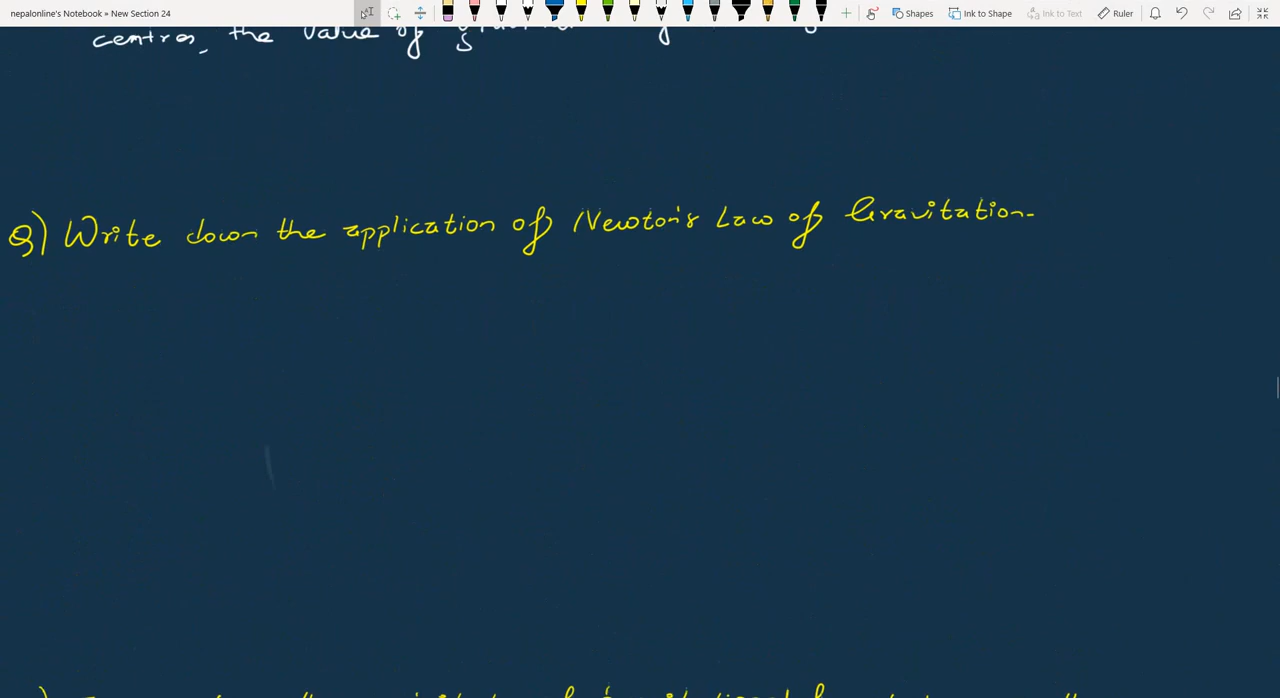 nepalonline's Notebook » New Section 24
Shapes Ink to Shape Ink to Text Ruler
centres, the value of
Q) Write down the application of Newton's Law of Gravitation.